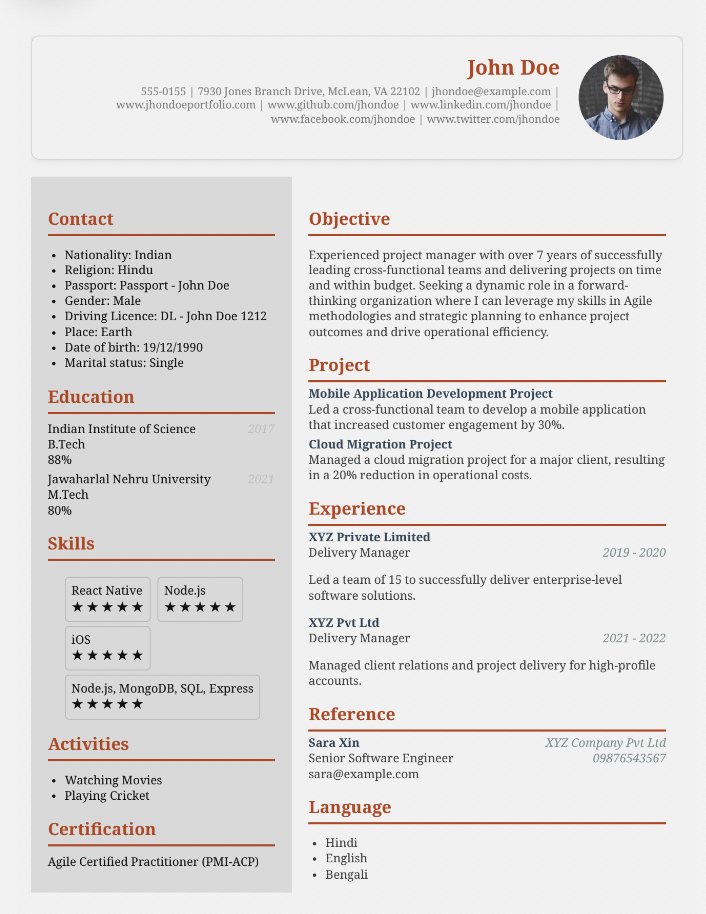 John Doe
555-0155 | 7930 Jones Branch Drive, McLean, VA 22102 | jhondoe@example.com |
www.jhondoeportfolio.com | www.github.com/jhondoe | www.linkedin.com/jhondoe |
www.facebook.com/jhondoe | www.twitter.com/jhondoe
Contact
• Nationality: Indian
• Religion: Hindu
• Passport: Passport - John Doe
• Gender: Male
• Driving Licence: DL - John Doe 1212
• Place: Earth
• Date of birth: 19/12/1990
• Marital status: Single
Education
Indian Institute of Science 2017
B.Tech
88%
Jawaharlal Nehru University 2021
M.Tech
80%
Skills
React Native Node.js
★★★★★ ★★★★★
iOS
★★★★★
Node.js, MongoDB, SQL, Express
★★★★★
Activities
• Watching Movies
• Playing Cricket
Certification
Agile Certified Practitioner (PMI-ACP)
Objective
Experienced project manager with over 7 years of successfully
leading cross-functional teams and delivering projects on time
and within budget. Seeking a dynamic role in a forward-
thinking organization where I can leverage my skills in Agile
methodologies and strategic planning to enhance project
outcomes and drive operational efficiency.
Project
Mobile Application Development Project
Led a cross-functional team to develop a mobile application
that increased customer engagement by 30%.
Cloud Migration Project
Managed a cloud migration project for a major client, resulting
in a 20% reduction in operational costs.
Experience
XYZ Private Limited
Delivery Manager 2019 - 2020
Led a team of 15 to successfully deliver enterprise-level
software solutions.
XYZ Pvt Ltd
Delivery Manager 2021 - 2022
Managed client relations and project delivery for high-profile
accounts.
Reference
Sara Xin XYZ Company Pvt Ltd
Senior Software Engineer 09876543567
sara@example.com
Language
• Hindi
• English
• Bengali